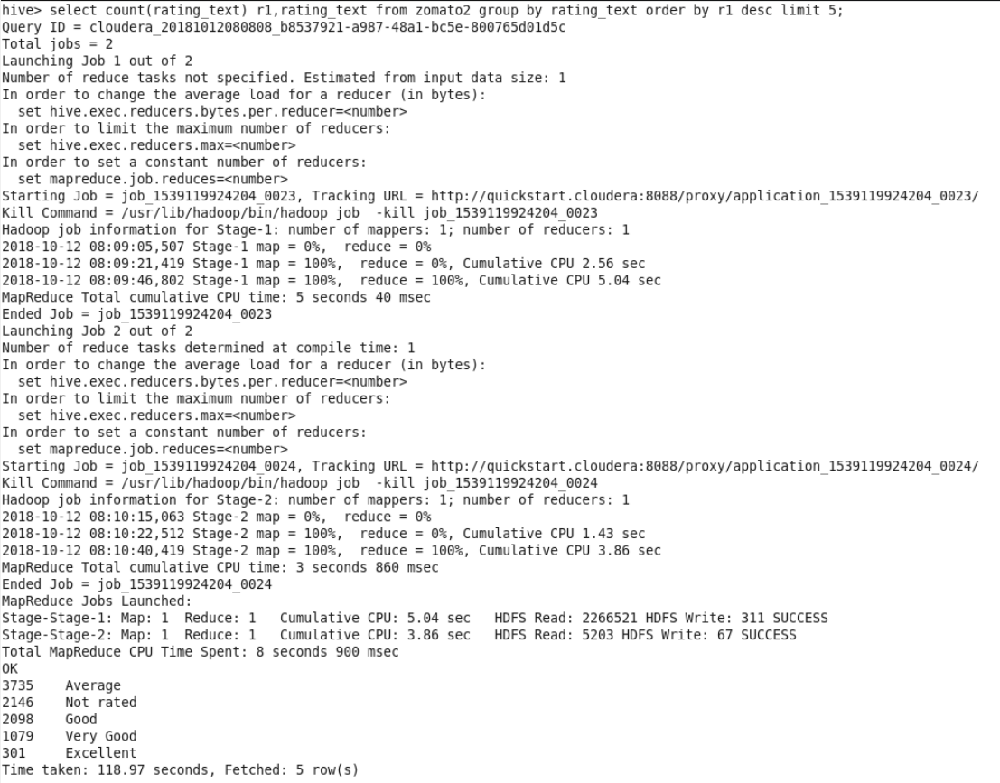 hive> select count(rating_text) r1,rating_text from zomato2 group by rating_text order by r1 desc limit 5;
Query ID = cloudera_20181012080808_b8537921-a987-48a1-bc5e-800765d01d5c
Total jobs = 2
Launching Job 1 out of 2
Number of reduce tasks not specified. Estimated from input data size: 1
In order to change the average load for a reducer (in bytes):
  set hive.exec.reducers.bytes.per.reducer=<number>
In order to limit the maximum number of reducers:
  set hive.exec.reducers.max=<number>
In order to set a constant number of reducers:
  set mapreduce.job.reduces=<number>
Starting Job = job_1539119924204_0023, Tracking URL = http://quickstart.cloudera:8088/proxy/application_1539119924204_0023/
Kill Command = /usr/lib/hadoop/bin/hadoop job  -kill job_1539119924204_0023
Hadoop job information for Stage-1: number of mappers: 1; number of reducers: 1
2018-10-12 08:09:05,507 Stage-1 map = 0%,  reduce = 0%
2018-10-12 08:09:21,419 Stage-1 map = 100%,  reduce = 0%, Cumulative CPU 2.56 sec
2018-10-12 08:09:46,802 Stage-1 map = 100%,  reduce = 100%, Cumulative CPU 5.04 sec
MapReduce Total cumulative CPU time: 5 seconds 40 msec
Ended Job = job_1539119924204_0023
Launching Job 2 out of 2
Number of reduce tasks determined at compile time: 1
In order to change the average load for a reducer (in bytes):
  set hive.exec.reducers.bytes.per.reducer=<number>
In order to limit the maximum number of reducers:
  set hive.exec.reducers.max=<number>
In order to set a constant number of reducers:
  set mapreduce.job.reduces=<number>
Starting Job = job_1539119924204_0024, Tracking URL = http://quickstart.cloudera:8088/proxy/application_1539119924204_0024/
Kill Command = /usr/lib/hadoop/bin/hadoop job  -kill job_1539119924204_0024
Hadoop job information for Stage-2: number of mappers: 1; number of reducers: 1
2018-10-12 08:10:15,063 Stage-2 map = 0%,  reduce = 0%
2018-10-12 08:10:22,512 Stage-2 map = 100%,  reduce = 0%, Cumulative CPU 1.43 sec
2018-10-12 08:10:40,419 Stage-2 map = 100%,  reduce = 100%, Cumulative CPU 3.86 sec
MapReduce Total cumulative CPU time: 3 seconds 860 msec
Ended Job = job_1539119924204_0024
MapReduce Jobs Launched:
Stage-Stage-1: Map: 1  Reduce: 1   Cumulative CPU: 5.04 sec   HDFS Read: 2266521 HDFS Write: 311 SUCCESS
Stage-Stage-2: Map: 1  Reduce: 1   Cumulative CPU: 3.86 sec   HDFS Read: 5203 HDFS Write: 67 SUCCESS
Total MapReduce CPU Time Spent: 8 seconds 900 msec
OK
3735    Average
2146    Not rated
2098    Good
1079    Very Good
301     Excellent
Time taken: 118.97 seconds, Fetched: 5 row(s)